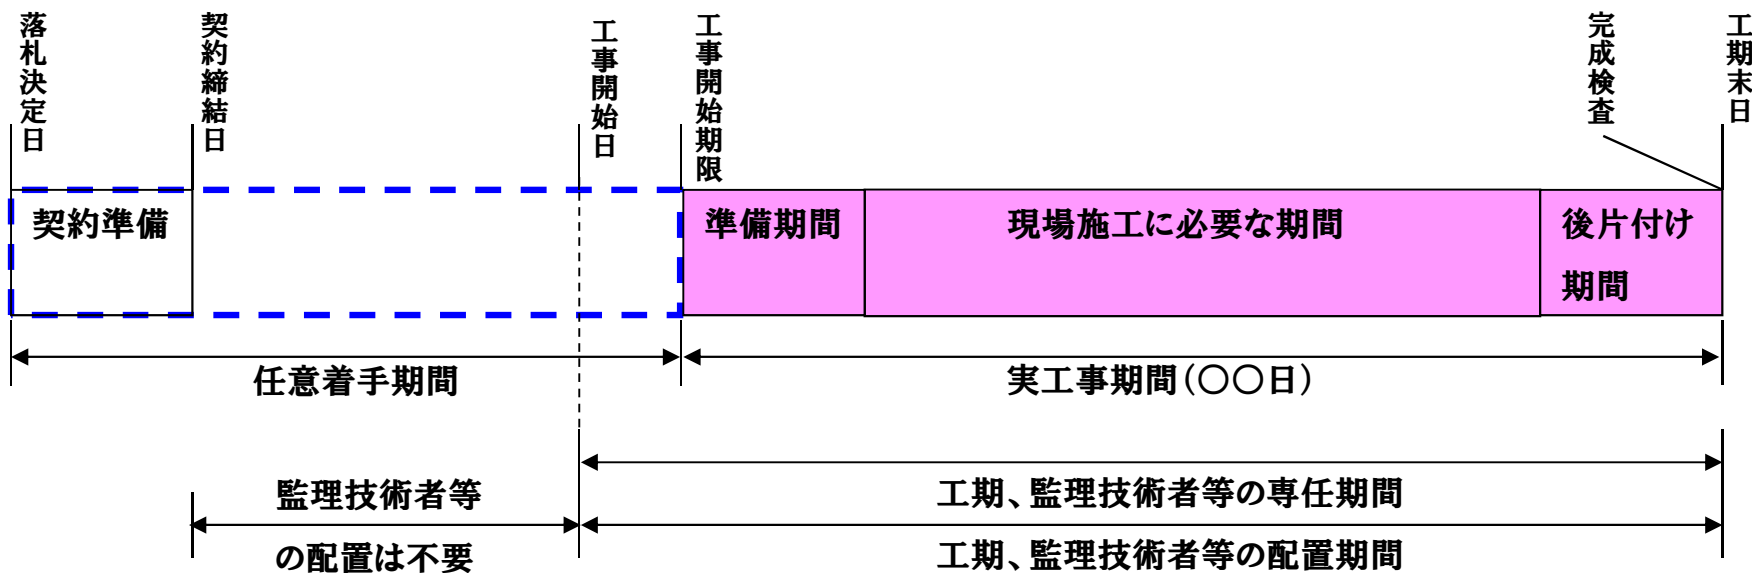 落札決定日
契約締結日
工事開始日
工事開始期限
完成検査
工期末日
契約準備
準備期間
現場施工に必要な期間
後片付け
期間
任意着手期間
実工事期間(〇〇日)
監理技術者等
の配置は不要
工期、監理技術者等の専任期間
工期、監理技術者等の配置期間